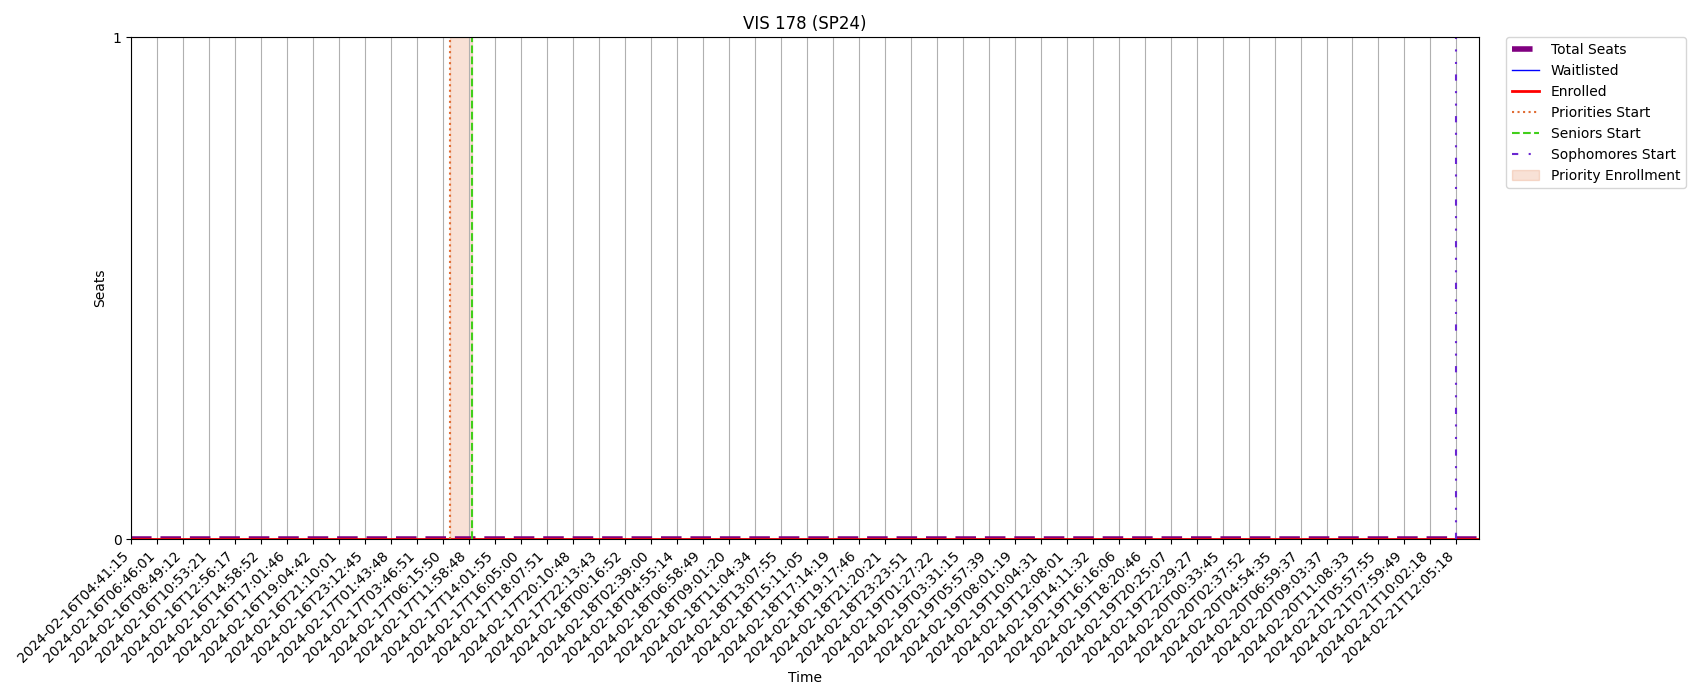 VIS 178 (SP24)
1
Seats
0
2024-02-16T04:41:15
2024-02-16T06:46:01
2024-02-16T08:49:12
2024-02-16T10:53:21
2024-02-16T12:56:17
2024-02-16T14:58:52
2024-02-16T17:01:46
2024-02-16T19:04:42
2024-02-16T21:10:01
2024-02-16T23:12:45
2024-02-17T01:43:48
2024-02-17T03:46:51
2024-02-17T06:15:50
2024-02-17T11:58:48
2024-02-17T14:01:55
2024-02-17T16:05:00
2024-02-17T18:07:51
2024-02-17T20:10:48
2024-02-17T22:13:43
2024-02-18T00:16:52
2024-02-18T02:39:00
2024-02-18T04:55:14
2024-02-18T06:58:49
2024-02-18T09:01:20
2024-02-18T11:04:34
2024-02-18T13:07:55
2024-02-18T15:11:05
2024-02-18T17:14:19
2024-02-18T19:17:46
2024-02-18T21:20:21
2024-02-18T23:23:51
2024-02-19T01:27:22
2024-02-19T03:31:15
2024-02-19T05:57:39
2024-02-19T08:01:19
2024-02-19T10:04:31
2024-02-19T12:08:01
2024-02-19T14:11:32
2024-02-19T16:16:06
2024-02-19T18:20:46
2024-02-19T20:25:07
2024-02-19T22:29:27
2024-02-20T00:33:45
2024-02-20T02:37:52
2024-02-20T04:54:35
2024-02-20T06:59:37
2024-02-20T09:03:37
2024-02-20T11:08:33
2024-02-21T05:57:55
2024-02-21T07:59:49
2024-02-21T10:02:18
2024-02-21T12:05:18
Time
Total Seats
Waitlisted
Enrolled
Priorities Start
Seniors Start
Sophomores Start
Priority Enrollment